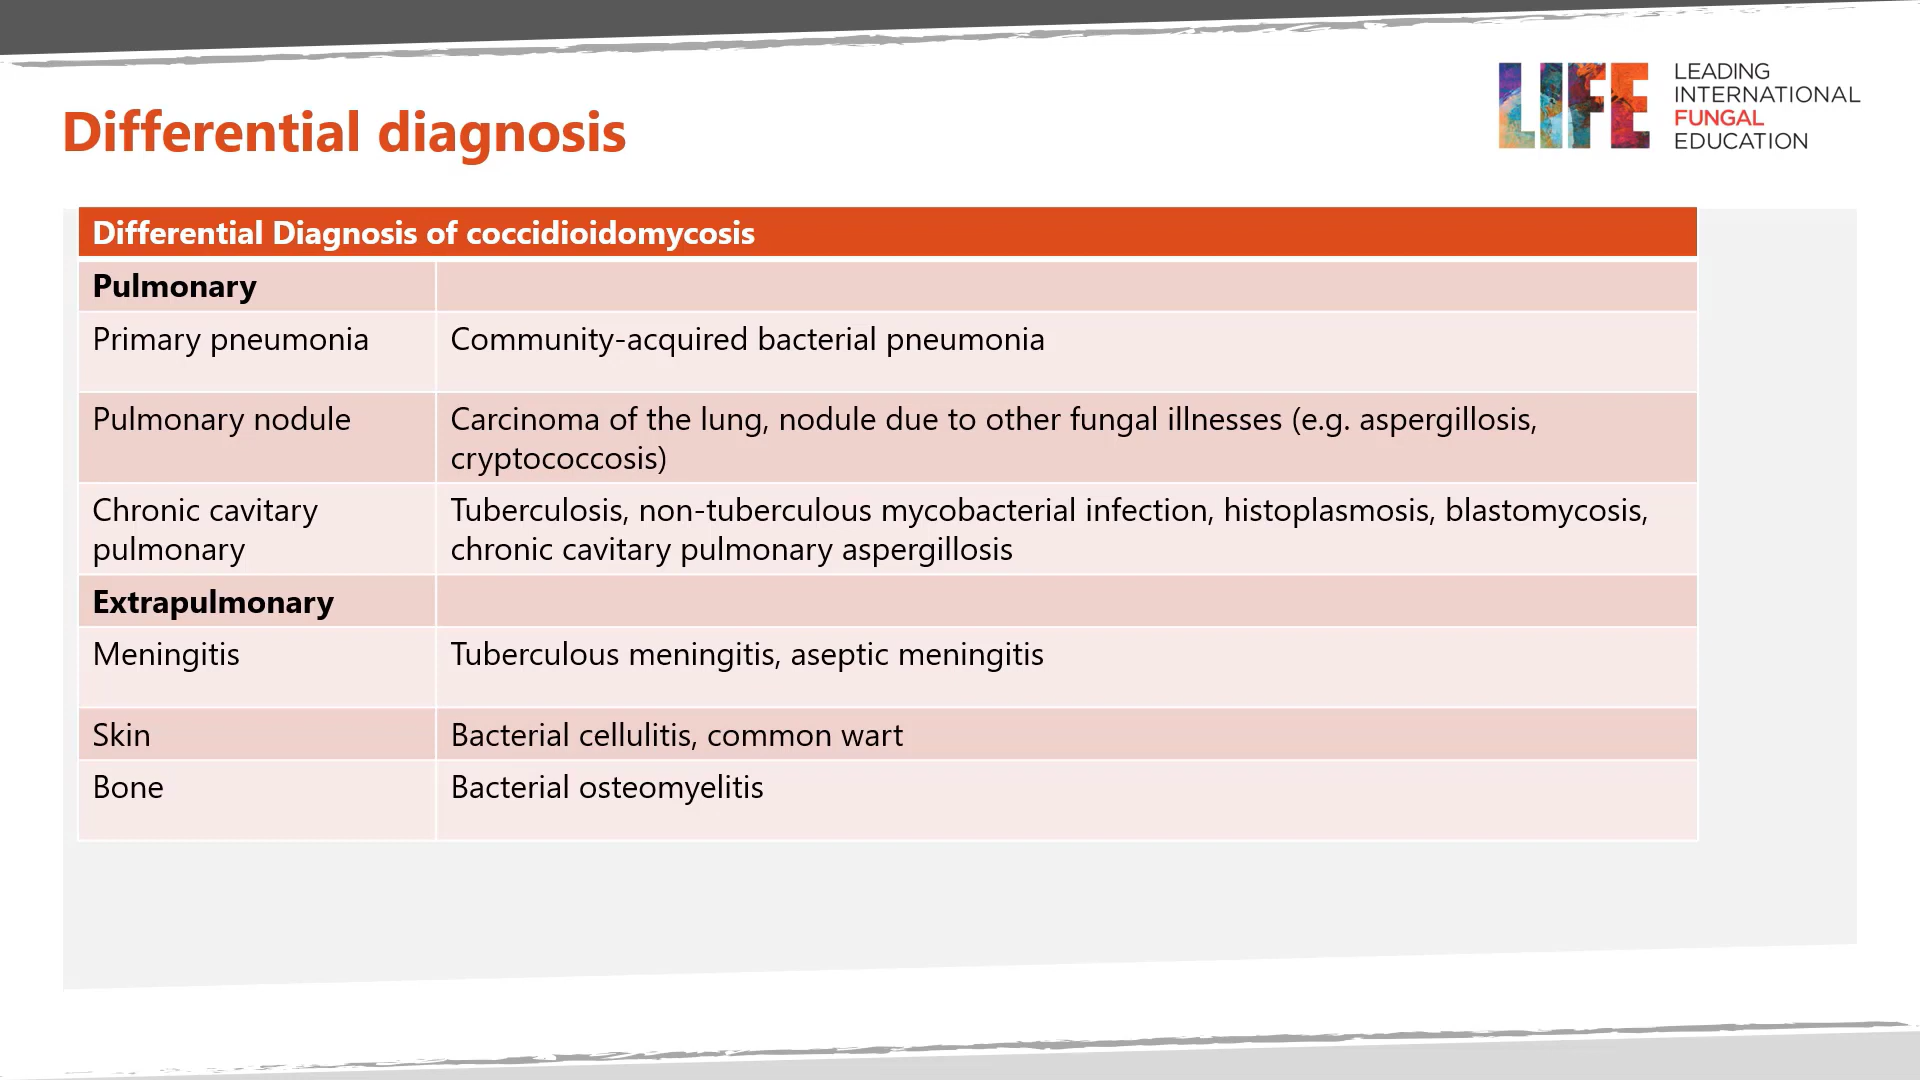 LIFE
LEADING
INTERNATIONAL
FUNGAL
EDUCATION
Differential diagnosis
Differential Diagnosis of coccidioidomycosis
Pulmonary
Primary pneumonia
Community-acquired bacterial pneumonia
Pulmonary nodule
Carcinoma of the lung, nodule due to other fungal illnesses (e.g. aspergillosis,
cryptococcosis)
Chronic cavitary
pulmonary
Tuberculosis, non-tuberculous mycobacterial infection, histoplasmosis, blastomycosis,
chronic cavitary pulmonary aspergillosis
Extrapulmonary
Meningitis
Tuberculous meningitis, aseptic meningitis
Skin
Bacterial cellulitis, common wart
Bone
Bacterial osteomyelitis